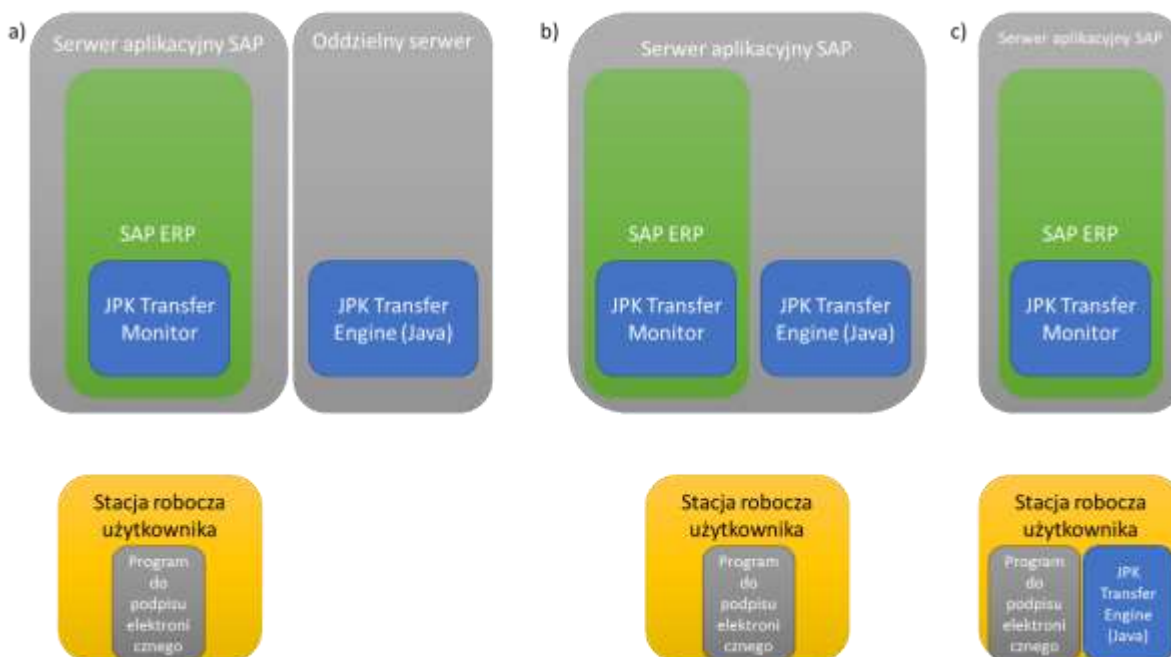 a)
Serwer aplikacyjny SAP
SAP ERP
JPK Transfer
Monitor
Oddzielny serwer
JPK Transfer
Engine (Java)
Stacja robocza
użytkownika
Program
do
podpisu
elektroni
cznego
b)
Serwer aplikacyjny SAP
SAP ERP
JPK Transfer
Monitor
JPK Transfer
Engine (Java)
Stacja robocza
użytkownika
Program
do
podpisu
elektroni
cznego
c)
Serwer aplikacyjny SAP
SAP ERP
JPK Transfer
Monitor
Stacja robocza
użytkownika
Program
do
podpisu
elektroni
cznego
JPK
Transfer
Engine
(Java)